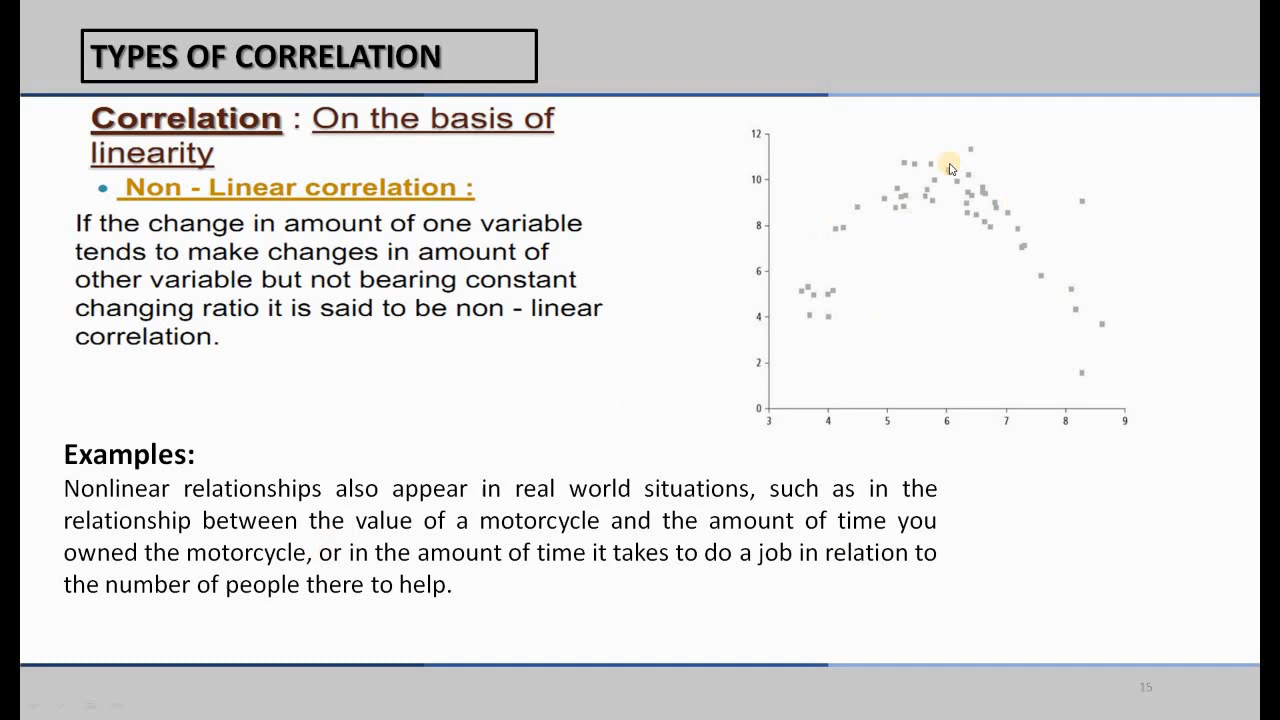 TYPES OF CORRELATION
Correlation : On the basis of
linearity
• Non - Linear correlation :
If the change in amount of one variable
tends to make changes in amount of
other variable but not bearing constant
changing ratio it is said to be non - linear
correlation.
12
10
8
6
4
2
0
3 4 5 6 7 8 9
Examples:
Nonlinear relationships also appear in real world situations, such as in the
relationship between the value of a motorcycle and the amount of time you
owned the motorcycle, or in the amount of time it takes to do a job in relation to
the number of people there to help.
15